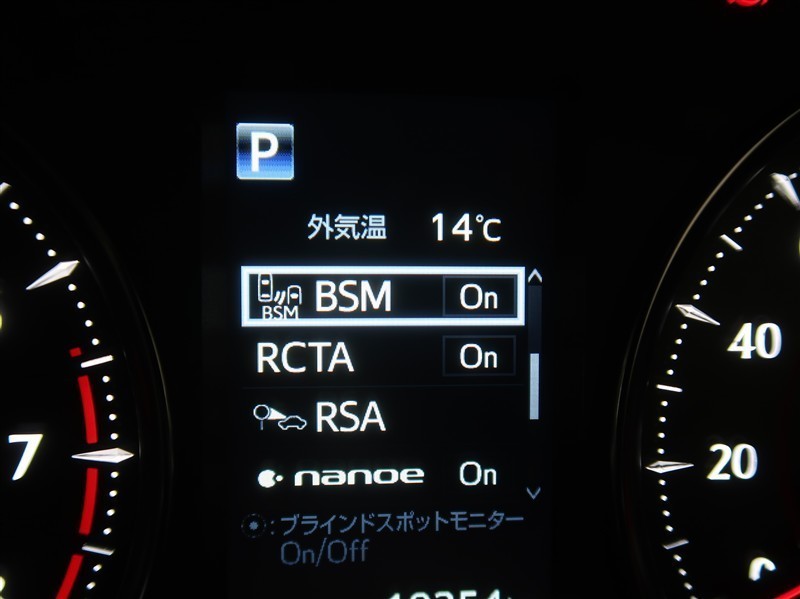 P
外気温 14℃
BSM BSM On
RCTA On
RSA
nanoe On
:ブラインドスポットモニター
On/Off
7
40
20